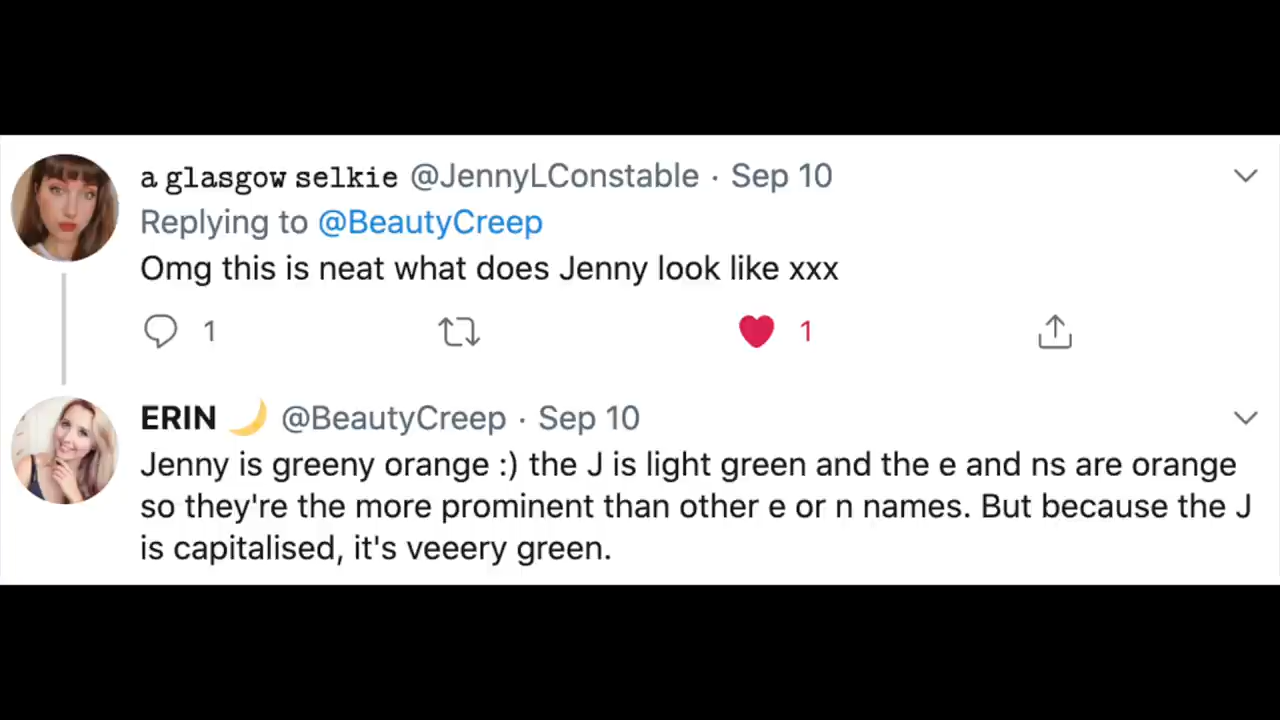 a glasgow selkie @JennyLConstable · Sep 10
Replying to @BeautyCreep
Omg this is neat what does Jenny look like xxx
1 1
ERIN 🌙 @BeautyCreep · Sep 10
Jenny is greeny orange :) the J is light green and the e and ns are orange
so they're the more prominent than other e or n names. But because the J
is capitalised, it's veeery green.